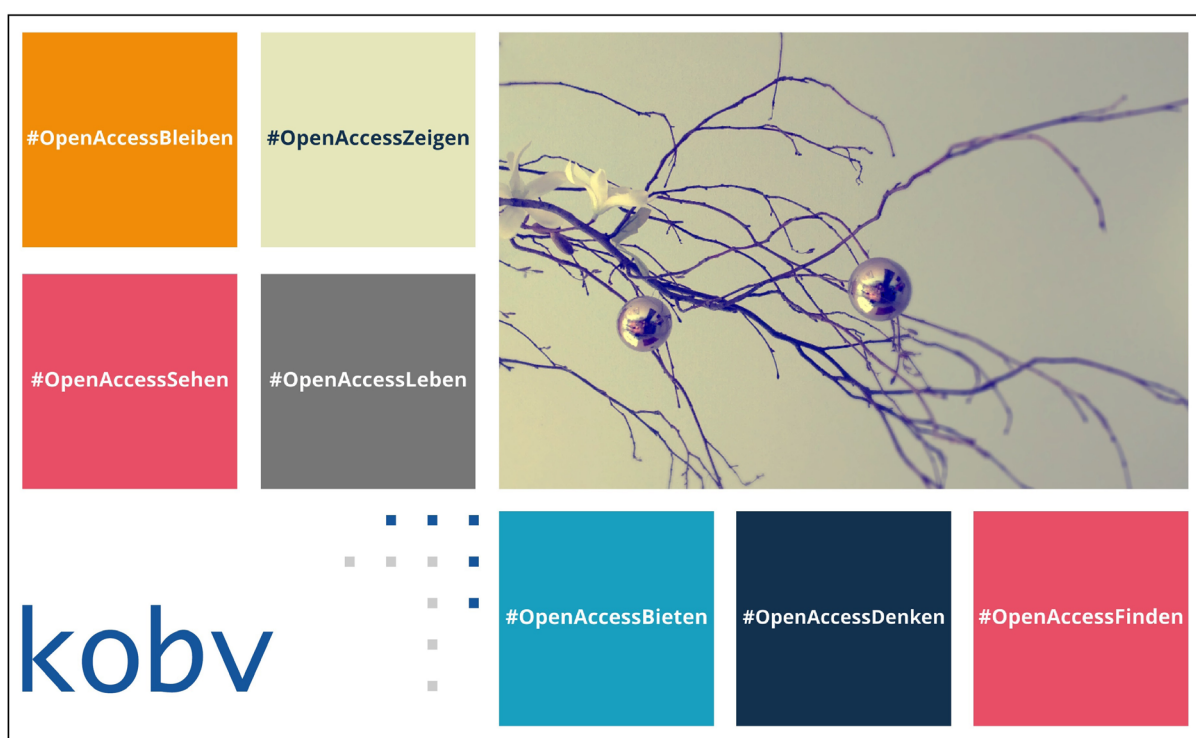 #OpenAccessBleiben
#OpenAccessZeigen
#OpenAccessSehen
#OpenAccessLeben
kobv
#OpenAccessBieten
#OpenAccessDenken
#OpenAccessFinden